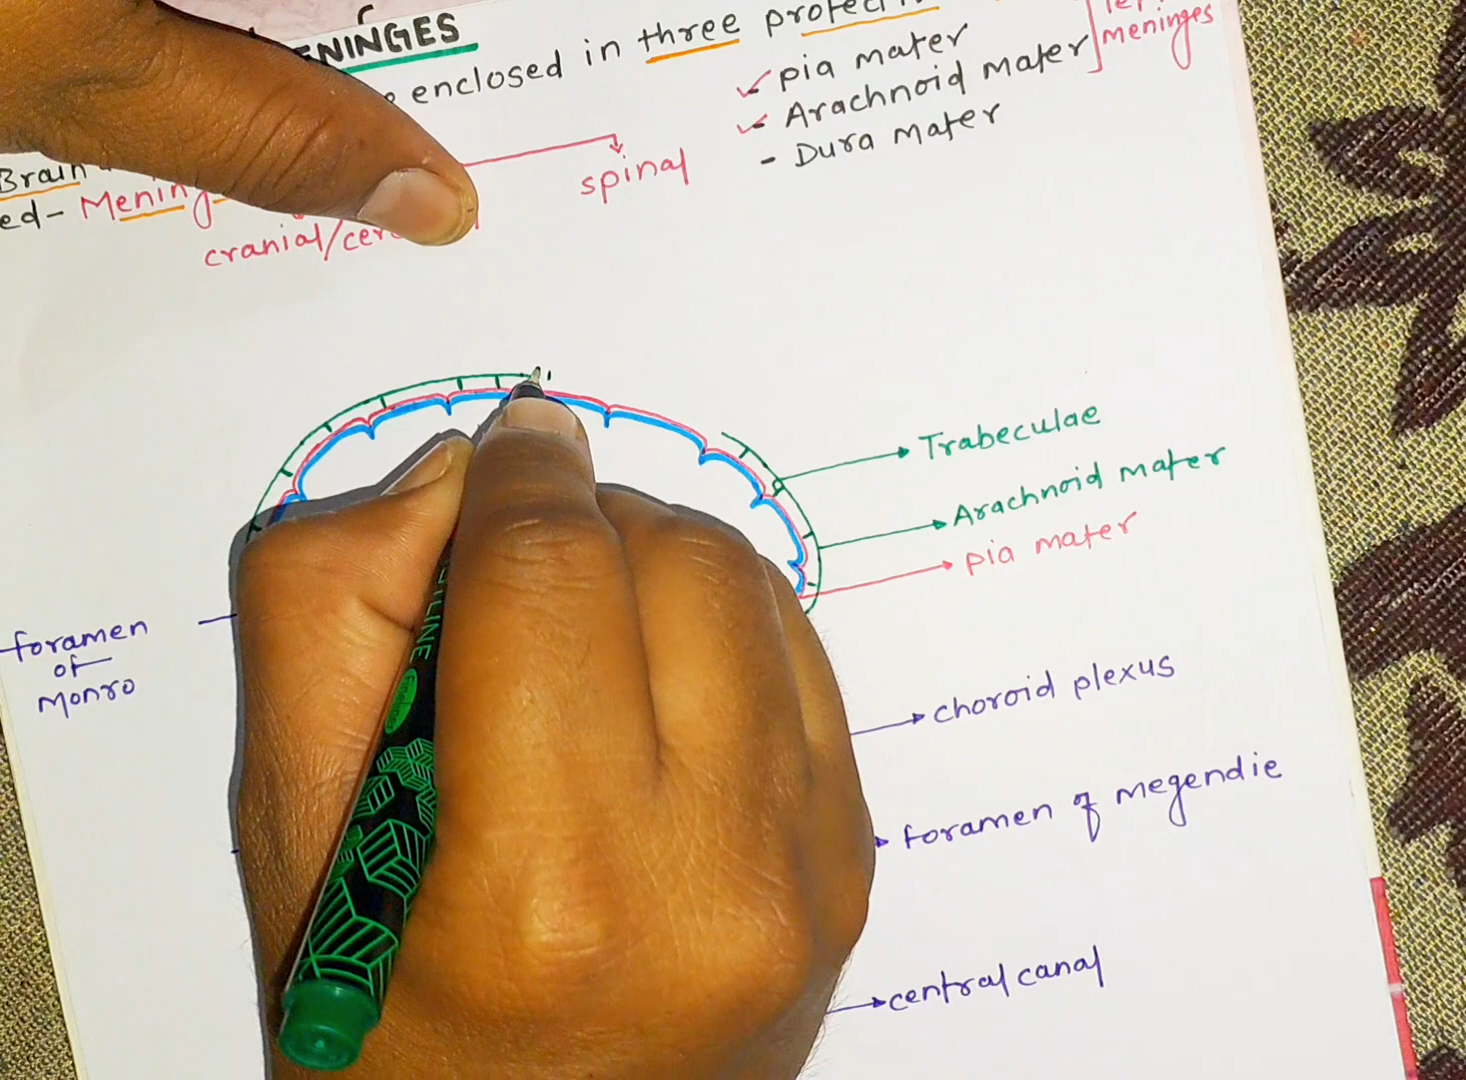 MENINGES
enclosed in three
Brain
ed- Mening
cranial/cer
spinal
pia mater
- Arachnoid mater
- Dura mater
meninges
Trabeculae
Arachnoid mater
pia mater
foramen
of
Monro
choroid plexus
foramen of megendie
central canal